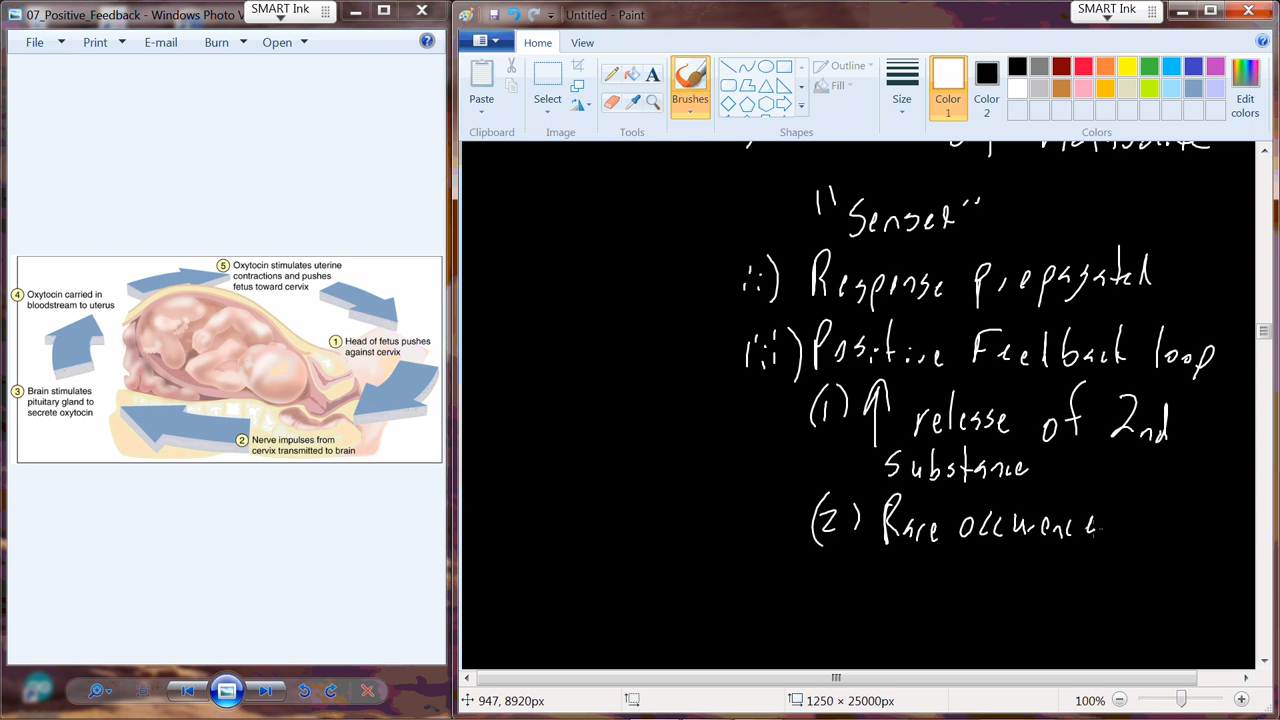 07_Positive_Feedback - Windows Photo V
SMART Ink
File
Print
E-mail
Burn
Open
5 Oxytocin stimulates uterine
contractions and pushes
fetus toward cervix
4 Oxytocin carried in
bloodstream to uterus
1 Head of fetus pushes
against cervix
3 Brain stimulates
pituitary gland to
secrete oxytocin
2 Nerve impulses from
cervix transmitted to brain
Untitled - Paint
SMART Ink
Home
View
Paste
Select
Brushes
Outline
Fill
Size
Color
1
Color
2
Edit
colors
Clipboard
Image
Tools
Shapes
Colors
ii) Response propagated
iii) Positive Feedback loop
(1) ↑ release of 2nd
substance
(2) Rare occurence
947, 8920px
1250 × 25000px
100%